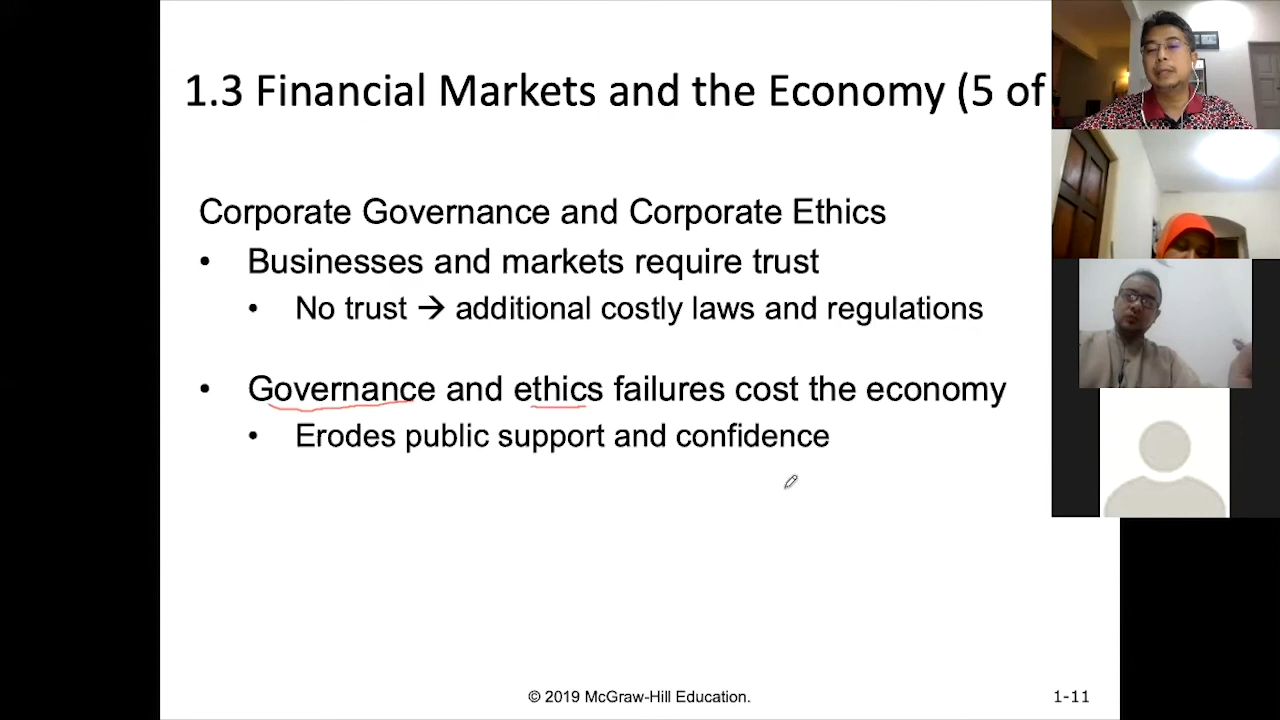 1.3 Financial Markets and the Economy (5 of
Corporate Governance and Corporate Ethics
• Businesses and markets require trust
• No trust → additional costly laws and regulations
• Governance and ethics failures cost the economy
• Erodes public support and confidence
© 2019 McGraw-Hill Education.
1-11